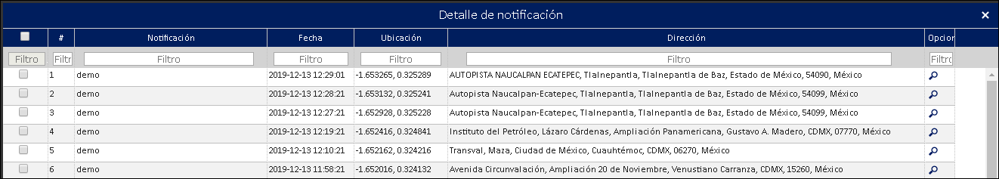 Detalle de notificación ×
# Notificación Fecha Ubicación Dirección Opcion
Filtro Filtro Filtro Filtro Filtro Filtro Filtro
1 demo 2019-12-13 12:29:01 -1.653265, 0.325289 AUTOPISTA NAUCALPAN ECATEPEC, Tlalnepantla, Tlalnepantla de Baz, Estado de México, 54090, México
2 demo 2019-12-13 12:28:21 -1.653132, 0.325241 Autopista Naucalpan-Ecatepec, Tlalnepantla, Tlalnepantla de Baz, Estado de México, 54099, México
3 demo 2019-12-13 12:27:21 -1.652928, 0.325228 Autopista Naucalpan-Ecatepec, Tlalnepantla, Tlalnepantla de Baz, Estado de México, 54099, México
4 demo 2019-12-13 12:19:21 -1.652416, 0.324841 Instituto del Petróleo, Lázaro Cárdenas, Ampliación Panamericana, Gustavo A. Madero, CDMX, 07770, México
5 demo 2019-12-13 12:10:21 -1.652162, 0.324216 Transval, Maza, Ciudad de México, Cuauhtémoc, CDMX, 06270, México
6 demo 2019-12-13 11:58:21 -1.652016, 0.324132 Avenida Circunvalación, Ampliación 20 de Noviembre, Venustiano Carranza, CDMX, 15260, México